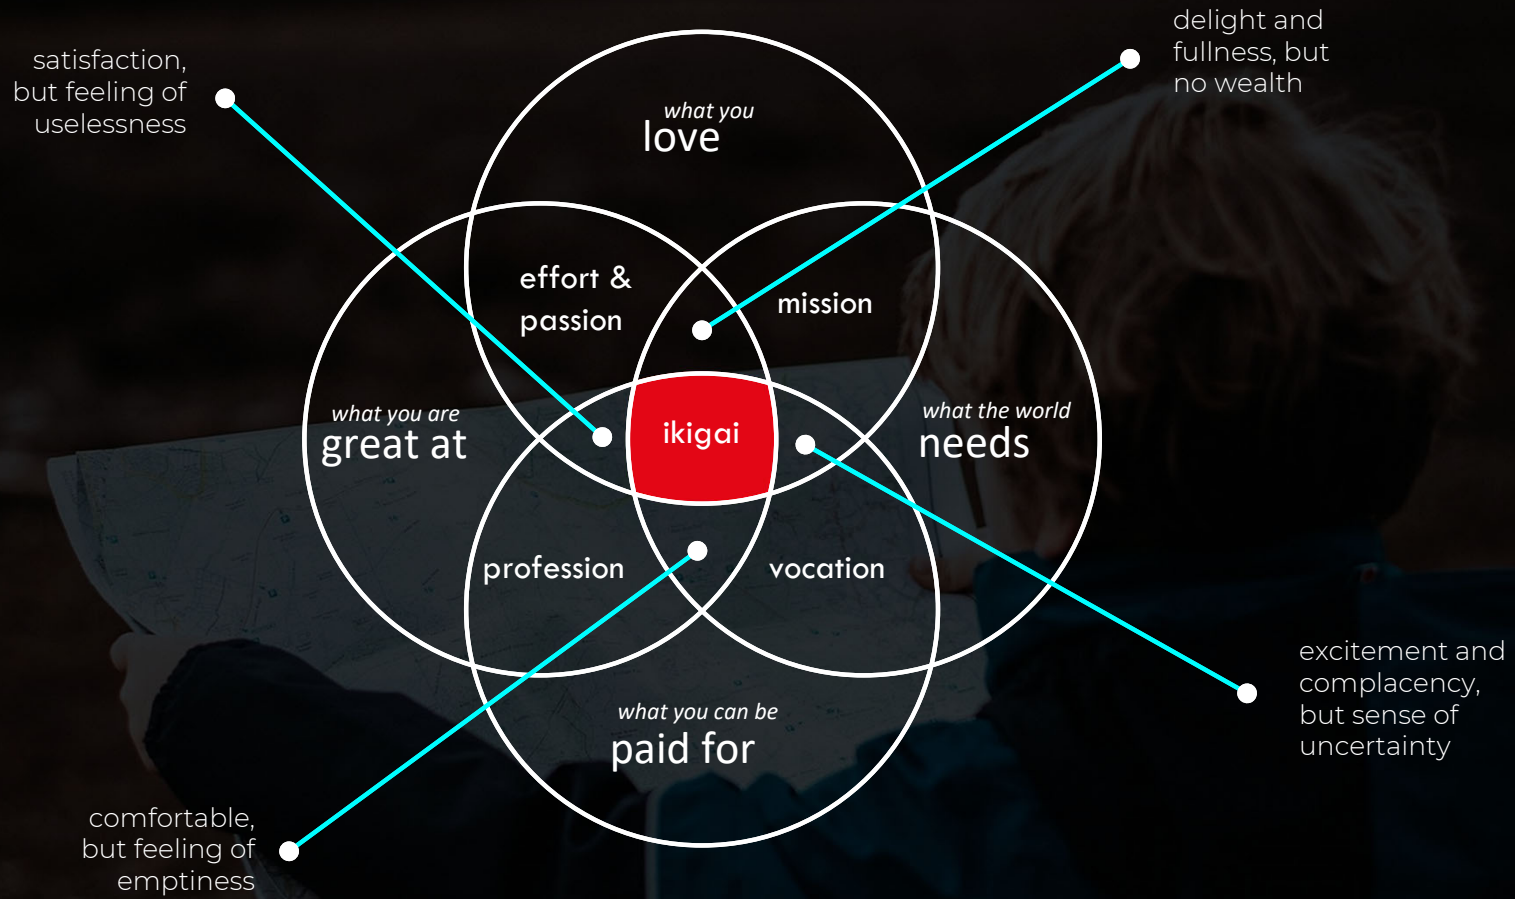 satisfaction,
but feeling of
uselessness
delight and
fullness, but
no wealth
what you
love
effort &
passion
mission
what you are
great at
ikigai
what the world
needs
profession
vocation
what you can be
paid for
excitement and
complacency,
but sense of
uncertainty
comfortable,
but feeling of
emptiness